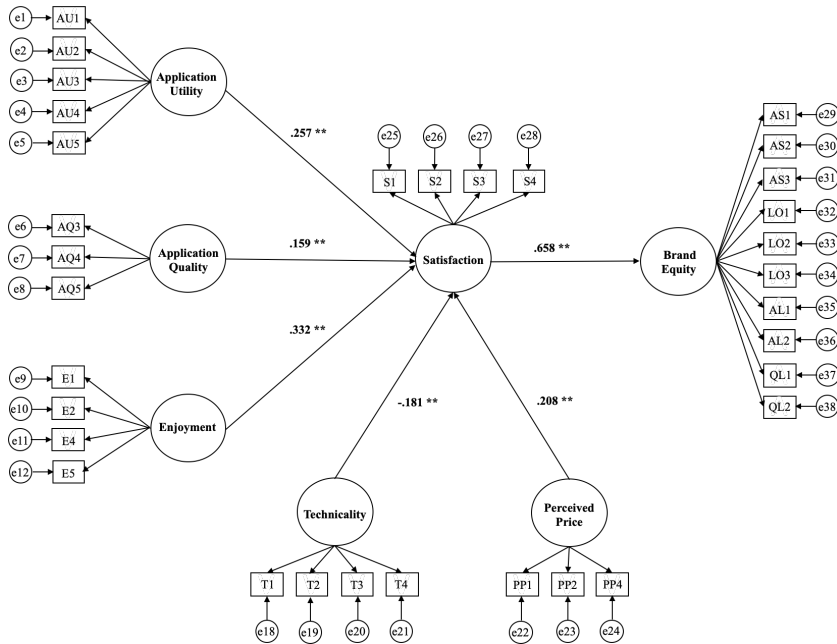 e1
AU1
e2
AU2
e3
AU3
e4
AU4
e5
AU5
Application
Utility
.257 **
e25
e26
e27
e28
S1
S2
S3
S4
e6
AQ3
e7
AQ4
e8
AQ5
Application
Quality
.159 **
Satisfaction
.658 **
Brand
Equity
AS1
e29
AS2
e30
AS3
e31
LO1
e32
LO2
e33
LO3
e34
AL1
e35
AL2
e36
QL1
e37
QL2
e38
.332 **
e9
E1
e10
E2
e11
E4
e12
E5
Enjoyment
-.181 **
.208 **
Technicality
Perceived
Price
T1
T2
T3
T4
PP1
PP2
PP4
e18
e19
e20
e21
e22
e23
e24